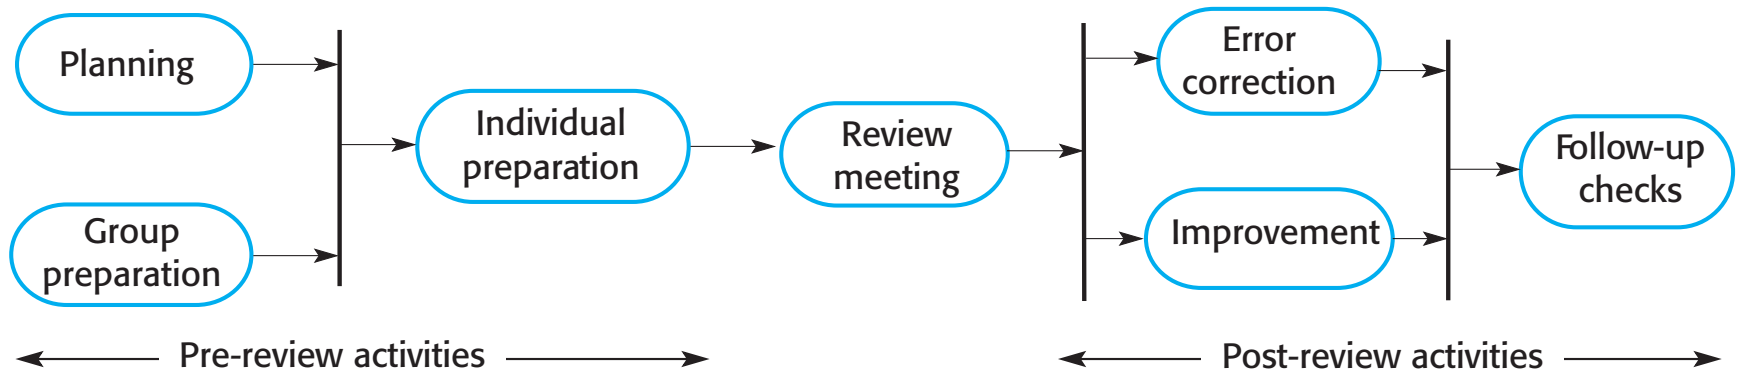 Planning
Group
preparation
Individual
preparation
Review
meeting
Error
correction
Improvement
Follow-up
checks
Pre-review activities
Post-review activities